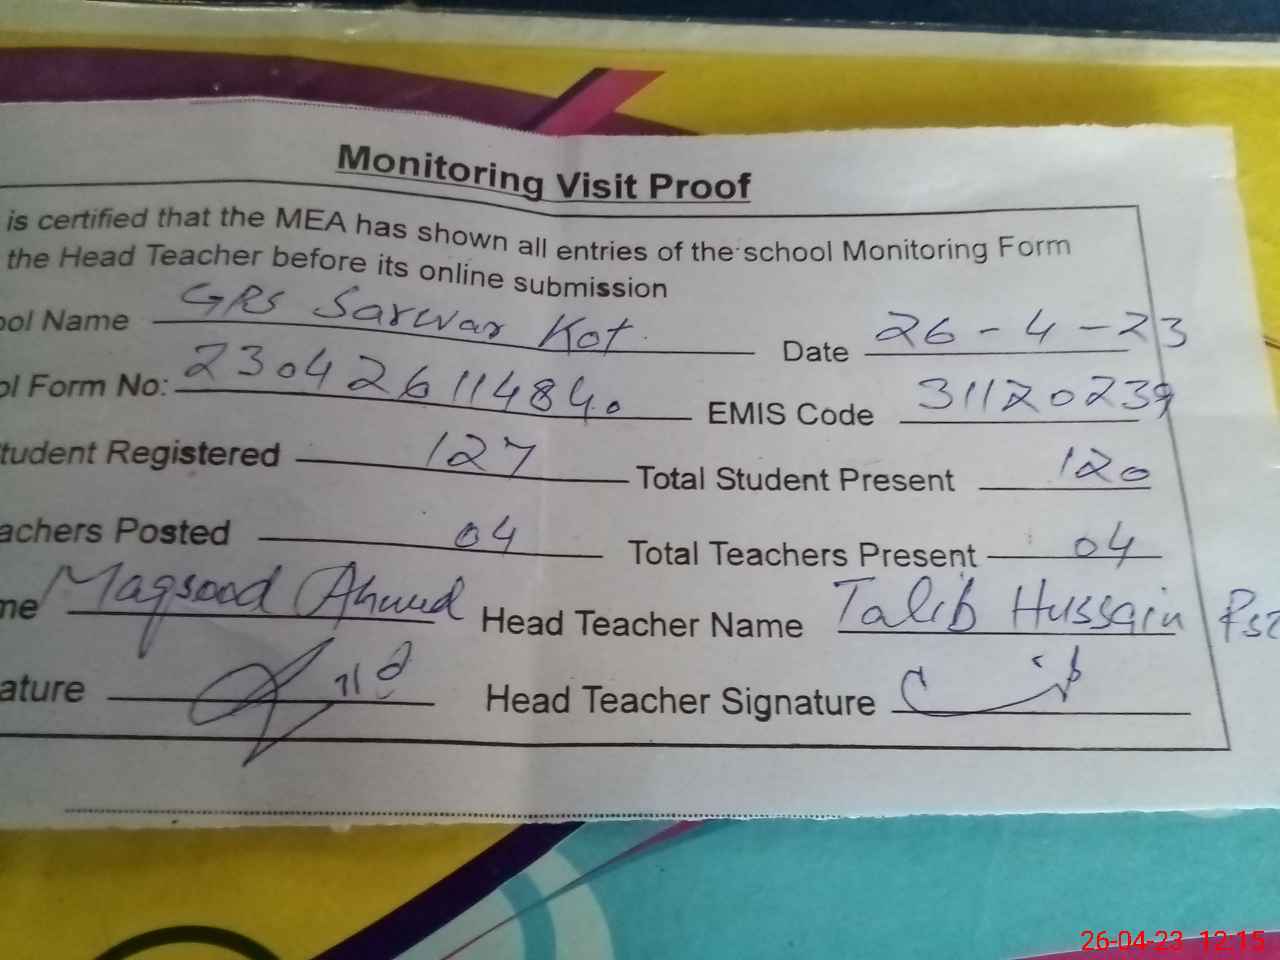 Monitoring Visit Proof
is certified that the MEA has shown all entries of the school Monitoring Form
the Head Teacher before its online submission
ool Name GRS Sarwar Kot Date 26-4-23
ol Form No: 230426114840 EMIS Code 31120239
tudent Registered 127 Total Student Present 120
achers Posted 04 Total Teachers Present 04
me Maqsood Ahmed Head Teacher Name Talib Hussain
ature Head Teacher Signature
26-04-23 12:15